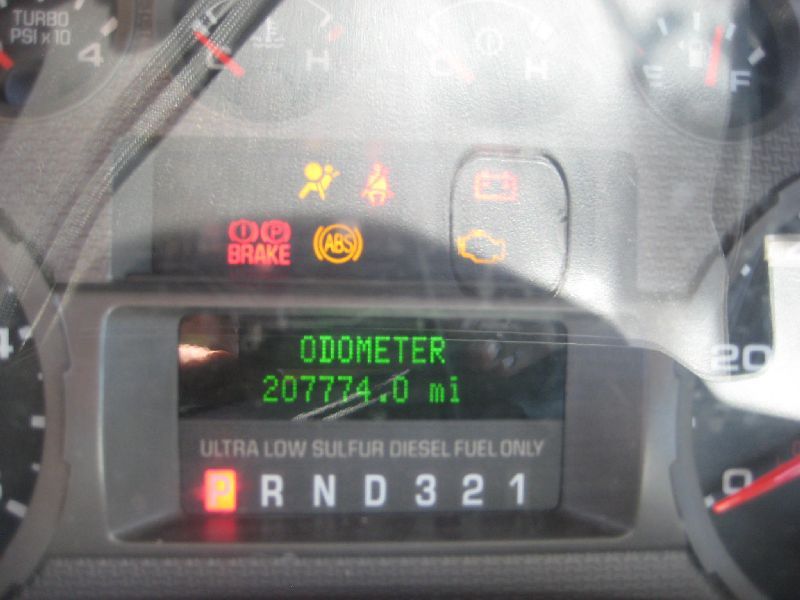 TURBO
PSI x 10
4
C H
C H
E F
BRAKE
ABS
ODOMETER
207774.0 mi
ULTRA LOW SULFUR DIESEL FUEL ONLY
P R N D 3 2 1
4
20
0